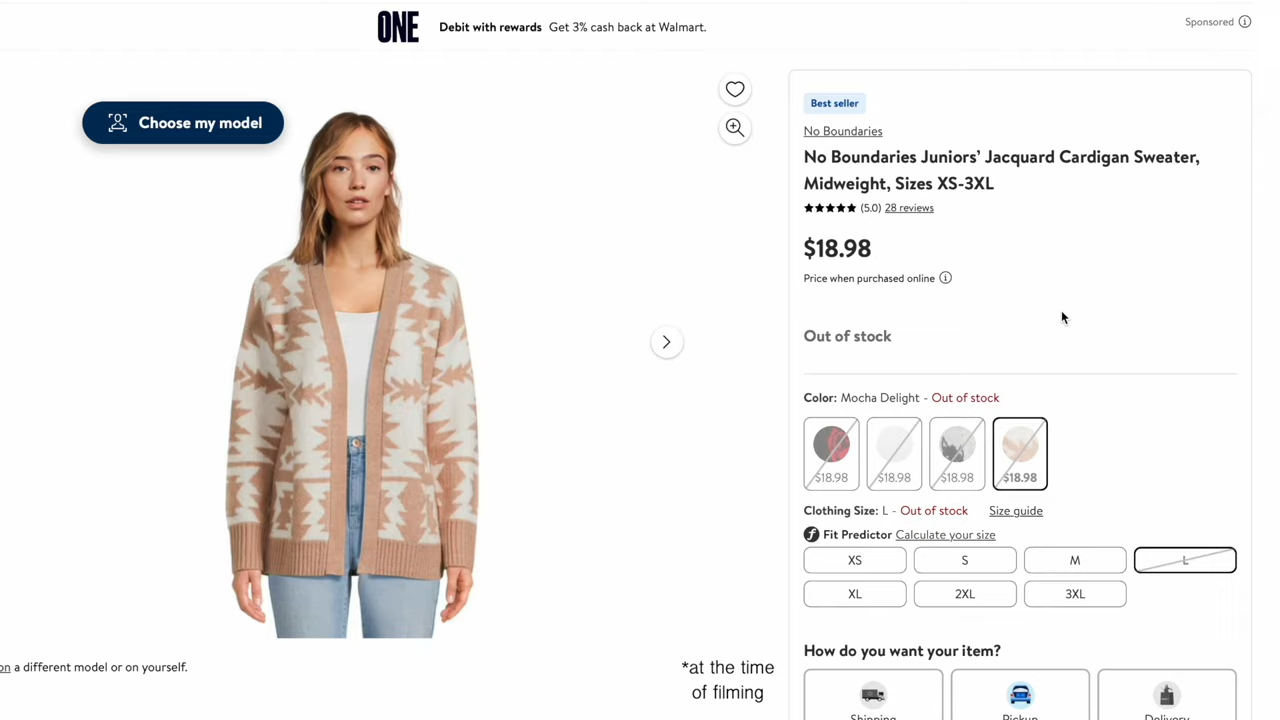 ONE Debit with rewards Get 3% cash back at Walmart.
Sponsored
Choose my model
Best seller
No Boundaries
No Boundaries Juniors’ Jacquard Cardigan Sweater,
Midweight, Sizes XS-3XL
(5.0) 28 reviews
$18.98
Price when purchased online
Out of stock
Color: Mocha Delight - Out of stock
$18.98 $18.98 $18.98 $18.98
Clothing Size: L - Out of stock Size guide
Fit Predictor Calculate your size
XS S M L
XL 2XL 3XL
How do you want your item?
Shipping Pickup Delivery
on a different model or on yourself.
*at the time
of filming